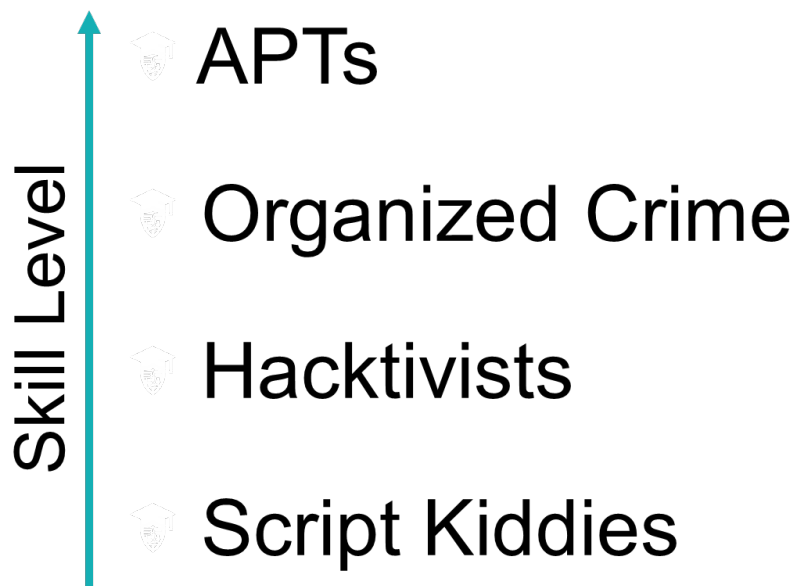 APTs
Organized Crime
Hacktivists
Script Kiddies
Skill Level